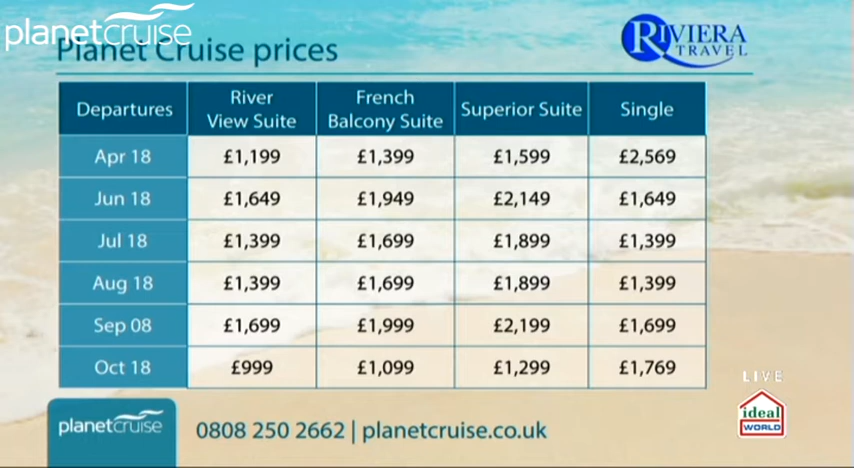 planetcruise
Planet Cruise prices
RIVIERA
TRAVEL
Departures River View Suite French Balcony Suite Superior Suite Single
Apr 18 £1,199 £1,399 £1,599 £2,569
Jun 18 £1,649 £1,949 £2,149 £1,649
Jul 18 £1,399 £1,699 £1,899 £1,399
Aug 18 £1,399 £1,699 £1,899 £1,399
Sep 08 £1,699 £1,999 £2,199 £1,699
Oct 18 £999 £1,099 £1,299 £1,769
LIVE
ideal
WORLD
planetcruise
0808 250 2662 | planetcruise.co.uk